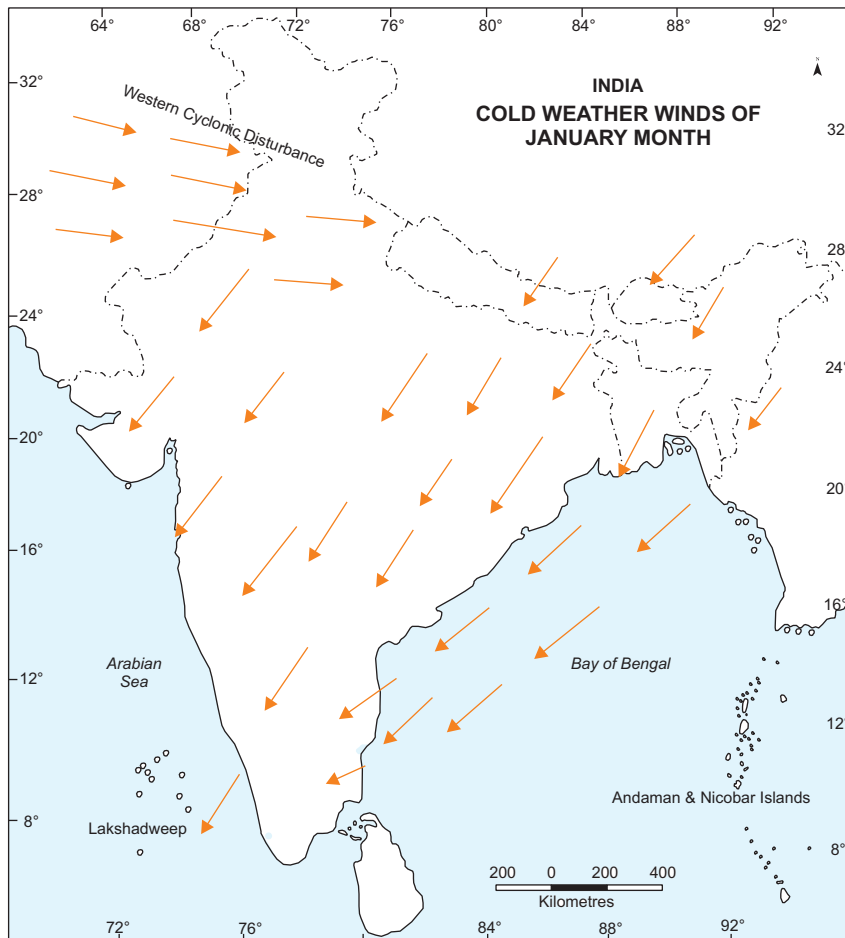 64° 68° 72° 76° 80° 84° 88° 92°
N
32°
INDIA
COLD WEATHER WINDS OF
JANUARY MONTH
Western Cyclonic Disturbance
32
28°
28
24°
24°
20°
20
16°
16°
Arabian
Sea
Bay of Bengal
12°
12°
Andaman & Nicobar Islands
Lakshadweep
8°
8°
200 0 200 400
Kilometres
72° 76° 84° 88° 92°